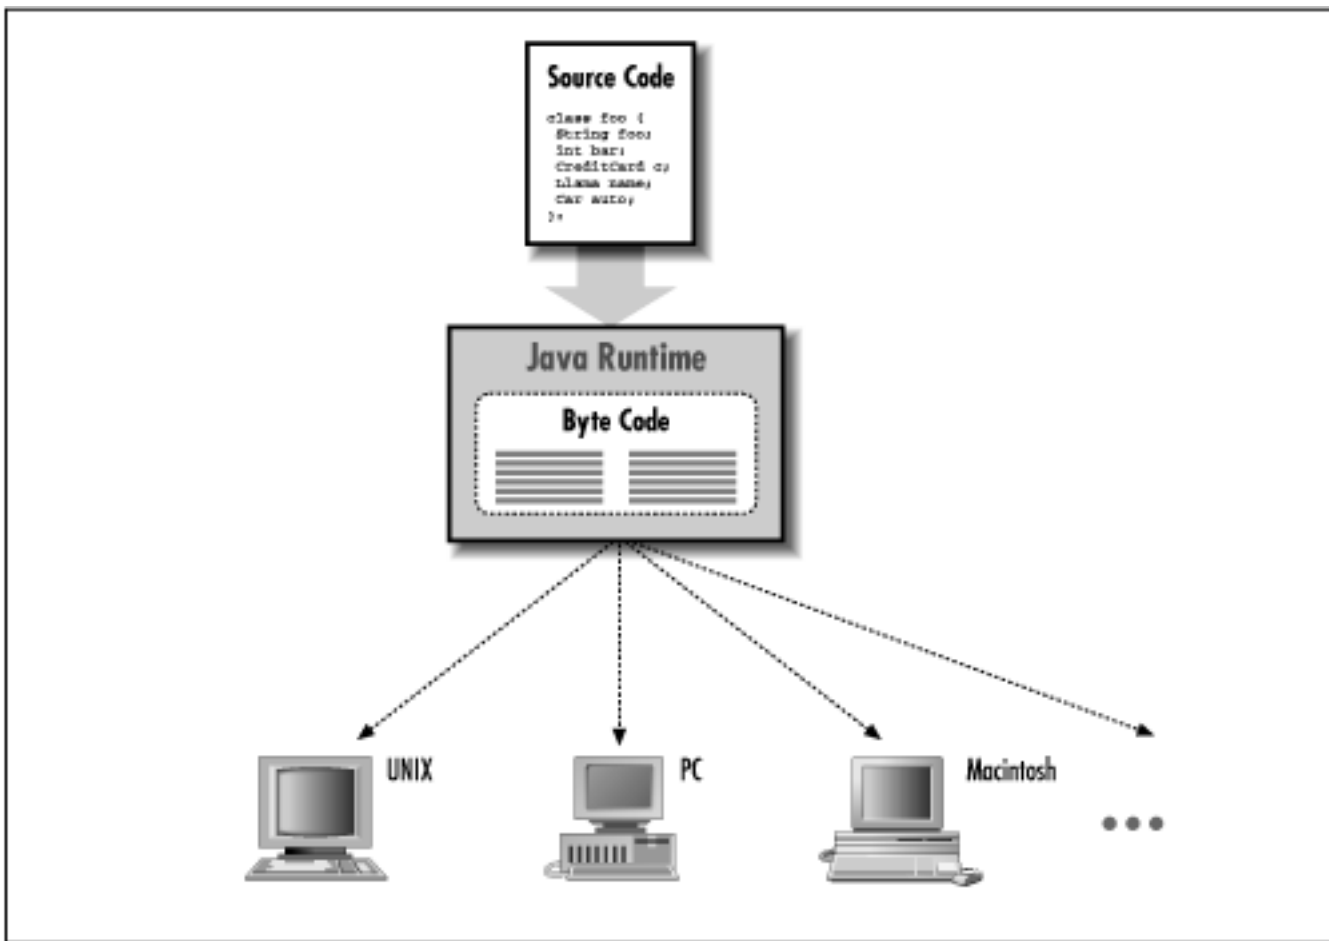 Source Code
class foo {
String foo;
int bar;
CreditCard c;
Llama name;
Car auto;
};
Java Runtime
Byte Code
UNIX
PC
Macintosh